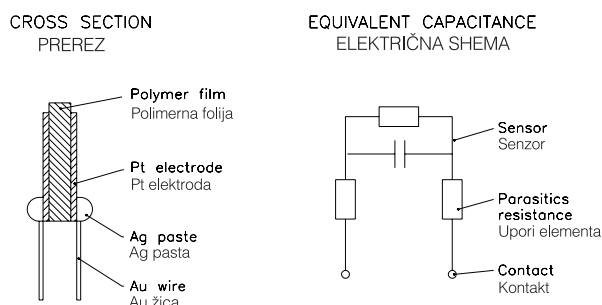 CROSS SECTION
PREREZ
Polymer film
Polimerna folija
Pt electrode
Pt elektroda
Ag paste
Ag pasta
Au wire
Au žica
EQUIVALENT CAPACITANCE
ELEKTRIČNA SHEMA
Sensor
Senzor
Parasitics
resistance
Upori elementa
Contact
Kontakt